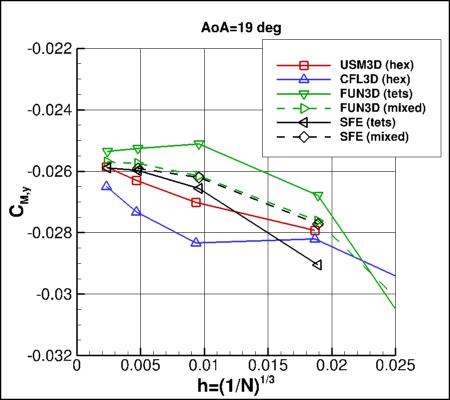 AoA=19 deg
USM3D (hex)
CFL3D (hex)
FUN3D (tets)
FUN3D (mixed)
SFE (tets)
SFE (mixed)
-0.022
-0.024
-0.026
-0.028
-0.03
-0.032
C_M,y
0 0.005 0.01 0.015 0.02 0.025
h=(1/N)^1/3